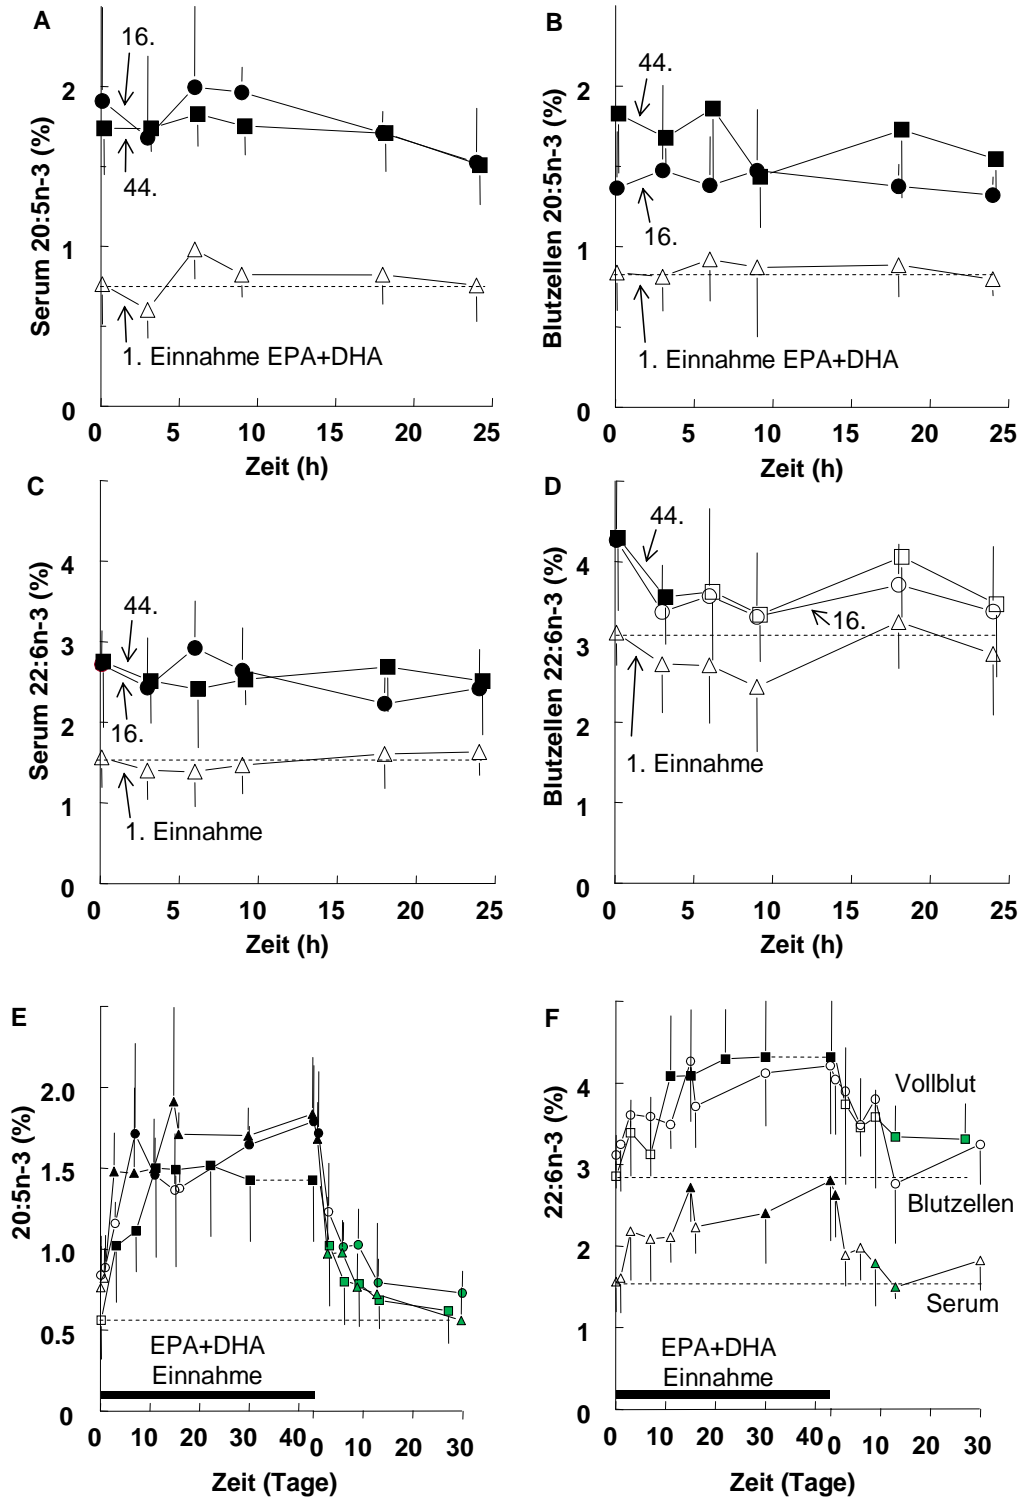 A
Serum 20:5n-3 (%)
2
1
0
16.
44.
1. Einnahme EPA+DHA
0 5 10 15 20 25
Zeit (h)
B
Blutzellen 20:5n-3 (%)
2
1
0
44.
16.
1. Einnahme EPA+DHA
0 5 10 15 20 25
Zeit (h)
C
Serum 22:6n-3 (%)
4
3
2
1
0
44.
16.
1. Einnahme
0 5 10 15 20 25
Zeit (h)
D
Blutzellen 22:6n-3 (%)
4
3
2
1
0
44.
16.
1. Einnahme
0 5 10 15 20 25
Zeit (h)
E
20:5n-3 (%)
2.0
1.5
1.0
0.5
0
EPA+DHA
Einnahme
0 10 20 30 40 0 10 20 30
Zeit (Tage)
F
22:6n-3 (%)
4
3
2
1
0
Vollblut
Blutzellen
Serum
EPA+DHA
Einnahme
0 10 20 30 40 0 10 20 30
Zeit (Tage)